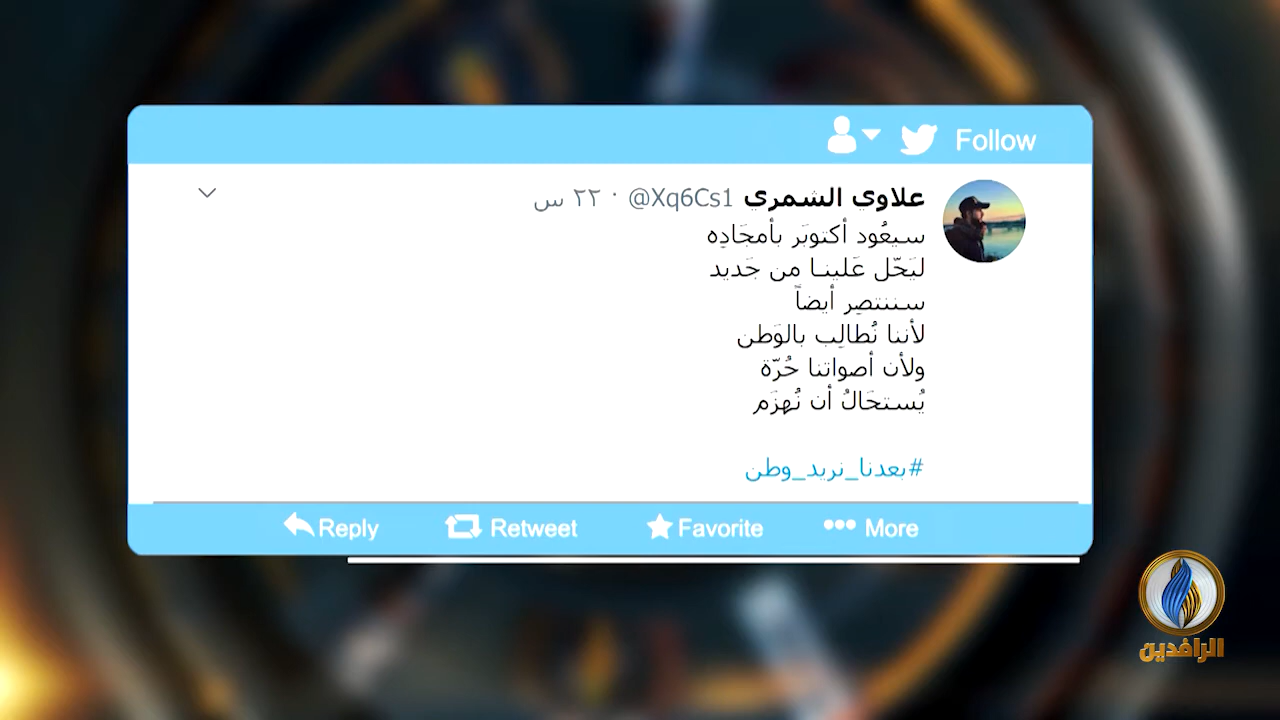 Follow
علاوي الشمري @Xq6Cs1 · ٢٢ س
سيعُود أكتوبَر بأمجَادِه
ليَحّل عَلينـا من جَديد
سـننتصِر أيضاً
لأننا نُطالِب بالوَطن
ولأن أصواتنا حُرّة
يُستحَالُ أن نُهزَم
#بعدنا_نريد_وطن
Reply Retweet Favorite More
الرافدين